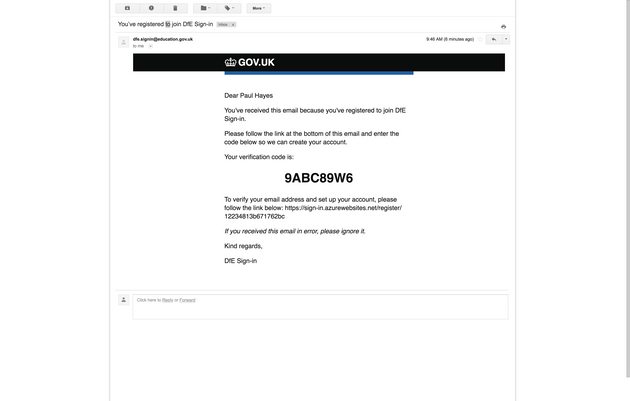 More
You've registered to join DfE Sign-in Inbox x
dfe.signin@education.gov.uk 9:46 AM (6 minutes ago)
to me
GOV.UK
Dear Paul Hayes
You've received this email because you've registered to join DfE
Sign-in.
Please follow the link at the bottom of this email and enter the
code below so we can create your account.
Your verification code is:
9ABC89W6
To verify your email address and set up your account, please
follow the link below: https://sign-in.azurewebsites.net/register/
12234813b671762bc
If you received this email in error, please ignore it.
Kind regards,
DfE Sign-in
Click here to Reply or Forward